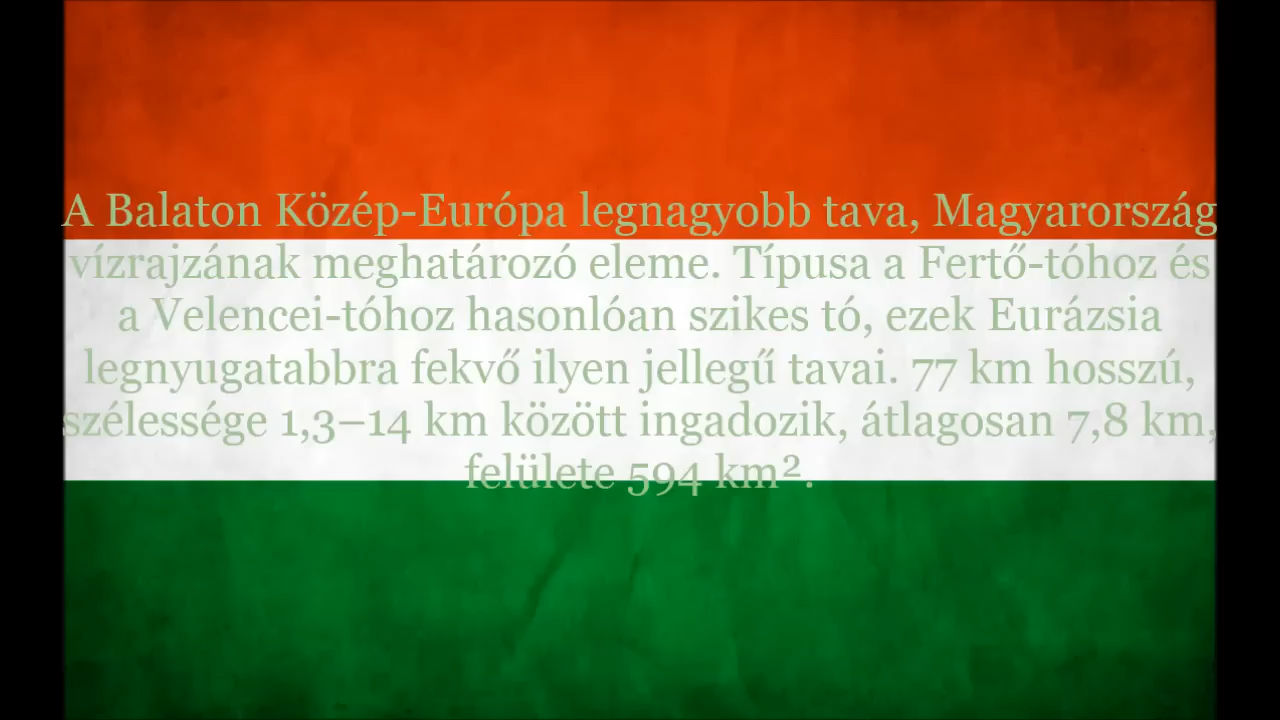 A Balaton Közép-Európa legnagyobb tava, Magyarország
vízrajzának meghatározó eleme. Típusa a Fertő-tóhoz és
a Velencei-tóhoz hasonlóan szikes tó, ezek Eurázsia
legnyugatabbra fekvő ilyen jellegű tavai. 77 km hosszú,
szélessége 1,3–14 km között ingadozik, átlagosan 7,8 km,
felülete 594 km².